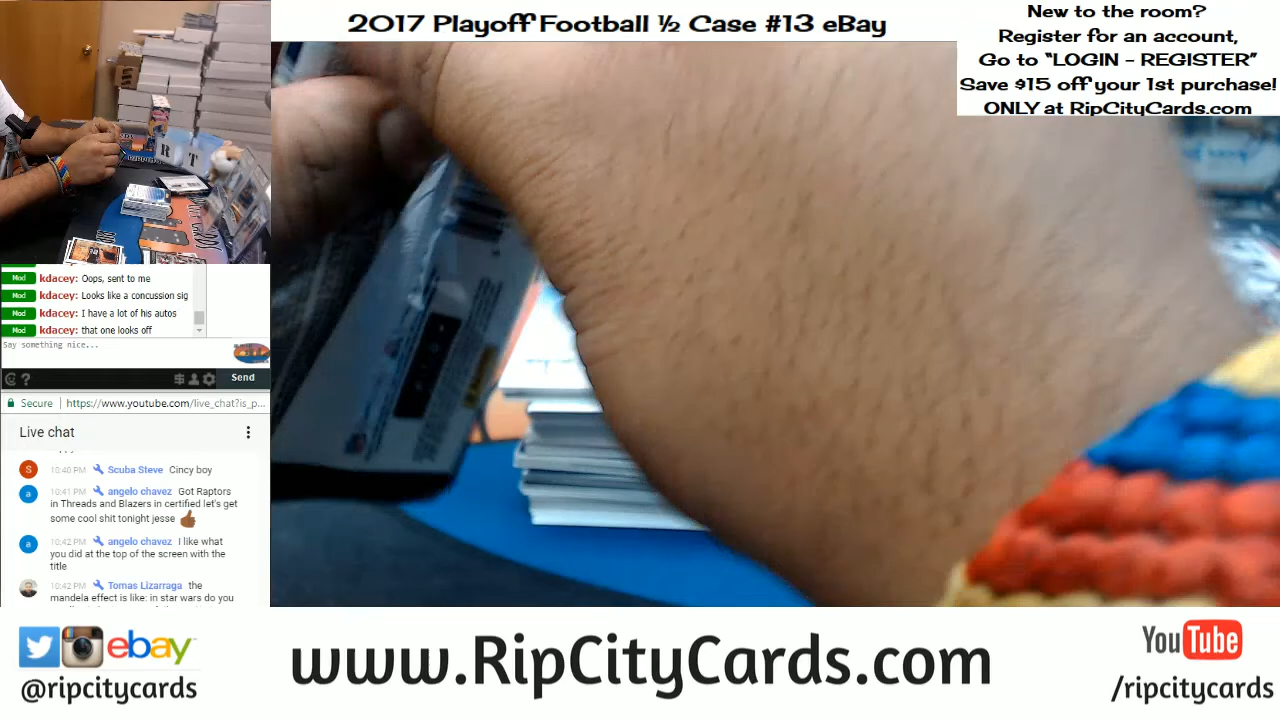 2017 Playoff Football ½ Case #13 eBay
New to the room?
Register for an account,
Go to “LOGIN - REGISTER”
Save $15 off your 1st purchase!
ONLY at RipCityCards.com
R T
Mod kdacey: Oops, sent to me
Mod kdacey: Looks like a concussion sig
Mod kdacey: I have a lot of his autos
Mod kdacey: that one looks off
Say something nice...
Send
Secure https://www.youtube.com/live_chat?is_p...
Live chat
S 10:40 PM Scuba Steve Cincy boy
a 10:41 PM angelo chavez Got Raptors
in Threads and Blazers in certified let's get
some cool shit tonight jesse
a 10:42 PM angelo chavez I like what
you did at the top of the screen with the
title
10:42 PM Tomas Lizarraga the
mandela effect is like: in star wars do you
ebay
@ripcitycards
www.RipCityCards.com
YouTube
/ripcitycards